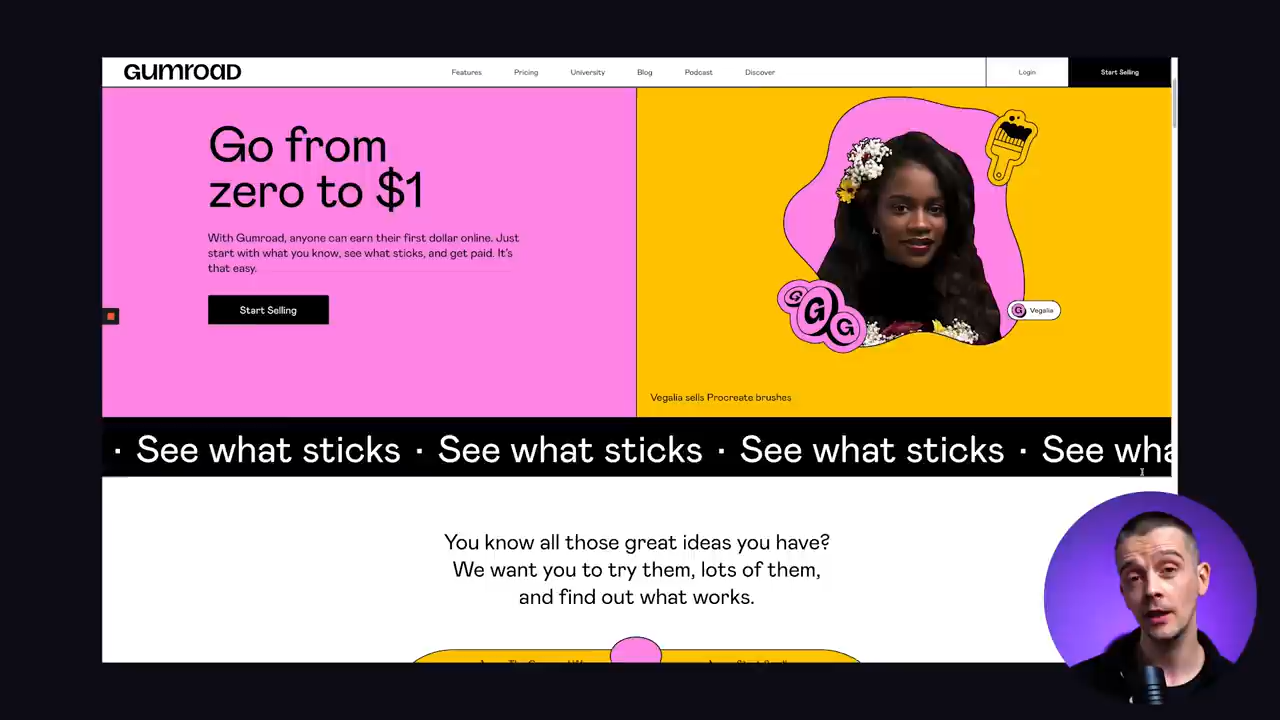 GUMROAD
Features
Pricing
University
Blog
Podcast
Discover
Login
Start Selling
Go from
zero to $1
With Gumroad, anyone can earn their first dollar online. Just
start with what you know, see what sticks, and get paid. It's
that easy.
Start Selling
G
G
G
G Vegalia
Vegalia sells Procreate brushes
· See what sticks · See what sticks · See what sticks · See wha
You know all those great ideas you have?
We want you to try them, lots of them,
and find out what works.